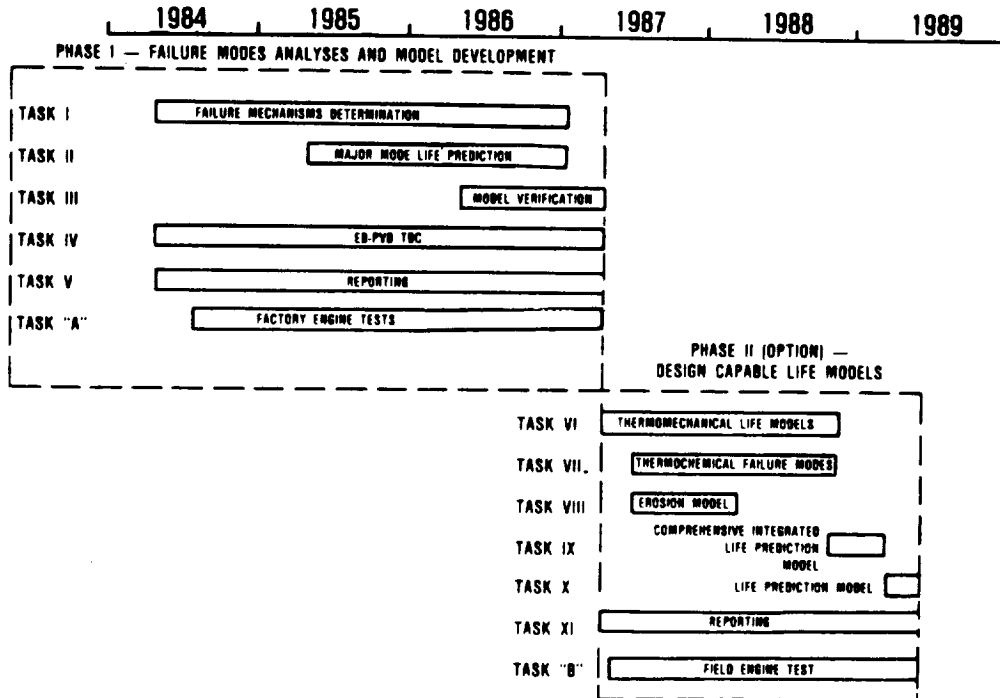 1984 1985 1986 1987 1988 1989
PHASE I — FAILURE MODES ANALYSES AND MODEL DEVELOPMENT
TASK I FAILURE MECHANISMS DETERMINATION
TASK II MAJOR MODE LIFE PREDICTION
TASK III MODEL VERIFICATION
TASK IV EB-PVD TBC
TASK V REPORTING
TASK "A" FACTORY ENGINE TESTS
PHASE II (OPTION) —
DESIGN CAPABLE LIFE MODELS
TASK VI THERMOMECHANICAL LIFE MODELS
TASK VII. THERMOCHEMICAL FAILURE MODES
TASK VIII EROSION MODEL
TASK IX COMPREHENSIVE INTEGRATED
LIFE PREDICTION
MODEL
TASK X LIFE PREDICTION MODEL
TASK XI REPORTING
TASK "B" FIELD ENGINE TEST